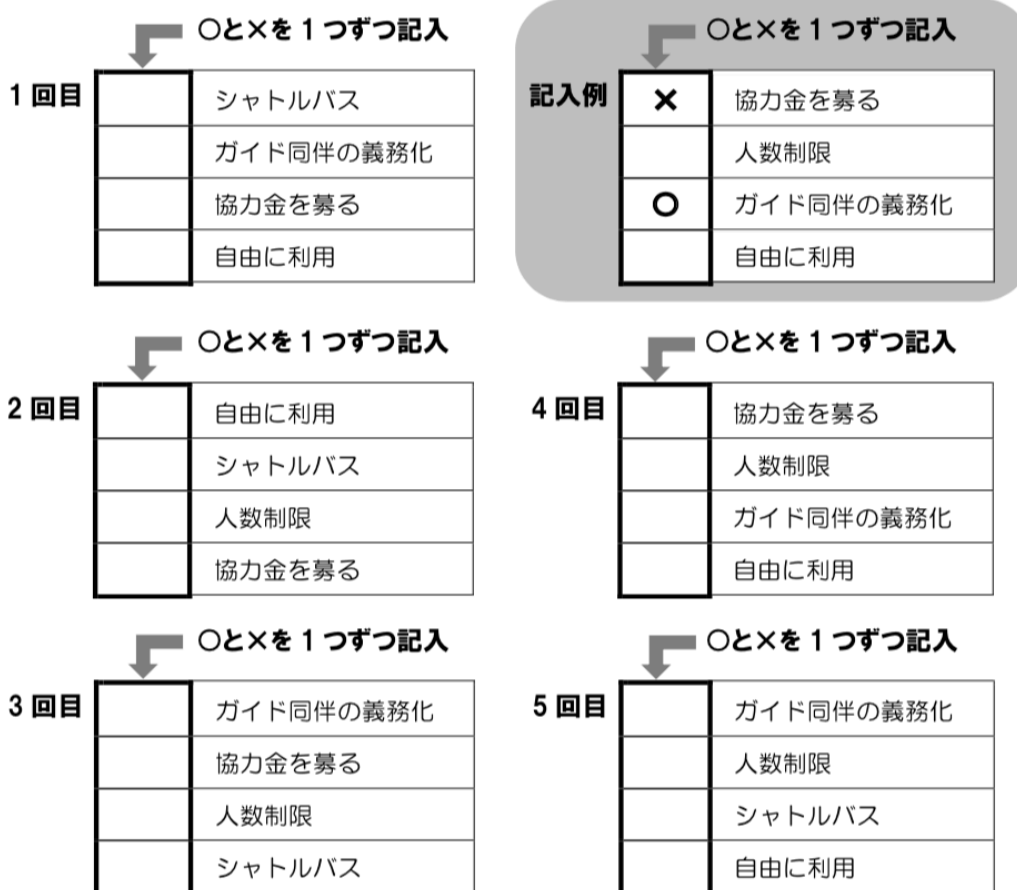 ○と×を1つずつ記入
1回目
シャトルバス
ガイド同伴の義務化
協力金を募る
自由に利用
○と×を1つずつ記入
記入例
× 協力金を募る
人数制限
○ ガイド同伴の義務化
自由に利用
○と×を1つずつ記入
2回目
自由に利用
シャトルバス
人数制限
協力金を募る
○と×を1つずつ記入
4回目
協力金を募る
人数制限
ガイド同伴の義務化
自由に利用
○と×を1つずつ記入
3回目
ガイド同伴の義務化
協力金を募る
人数制限
シャトルバス
○と×を1つずつ記入
5回目
ガイド同伴の義務化
人数制限
シャトルバス
自由に利用